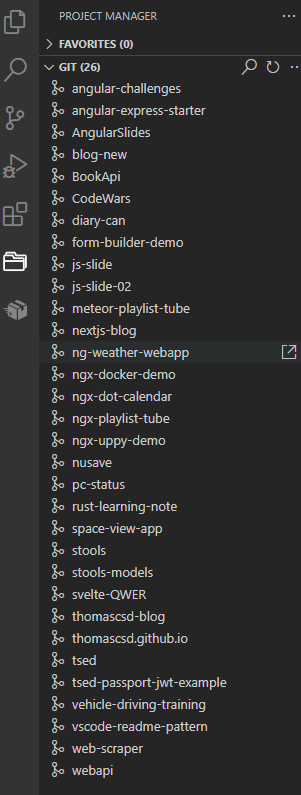 PROJECT MANAGER
FAVORITES (0)
GIT (26)
angular-challenges
angular-express-starter
AngularSlides
blog-new
BookApi
CodeWars
diary-can
form-builder-demo
js-slide
js-slide-02
meteor-playlist-tube
nextjs-blog
ng-weather-webapp
ngx-docker-demo
ngx-dot-calendar
ngx-playlist-tube
ngx-uppy-demo
nusave
pc-status
rust-learning-note
space-view-app
stools
stools-models
svelte-QWER
thomascsd-blog
thomascsd.github.io
tsed
tsed-passport-jwt-example
vehicle-driving-training
vscode-readme-pattern
web-scraper
webapi